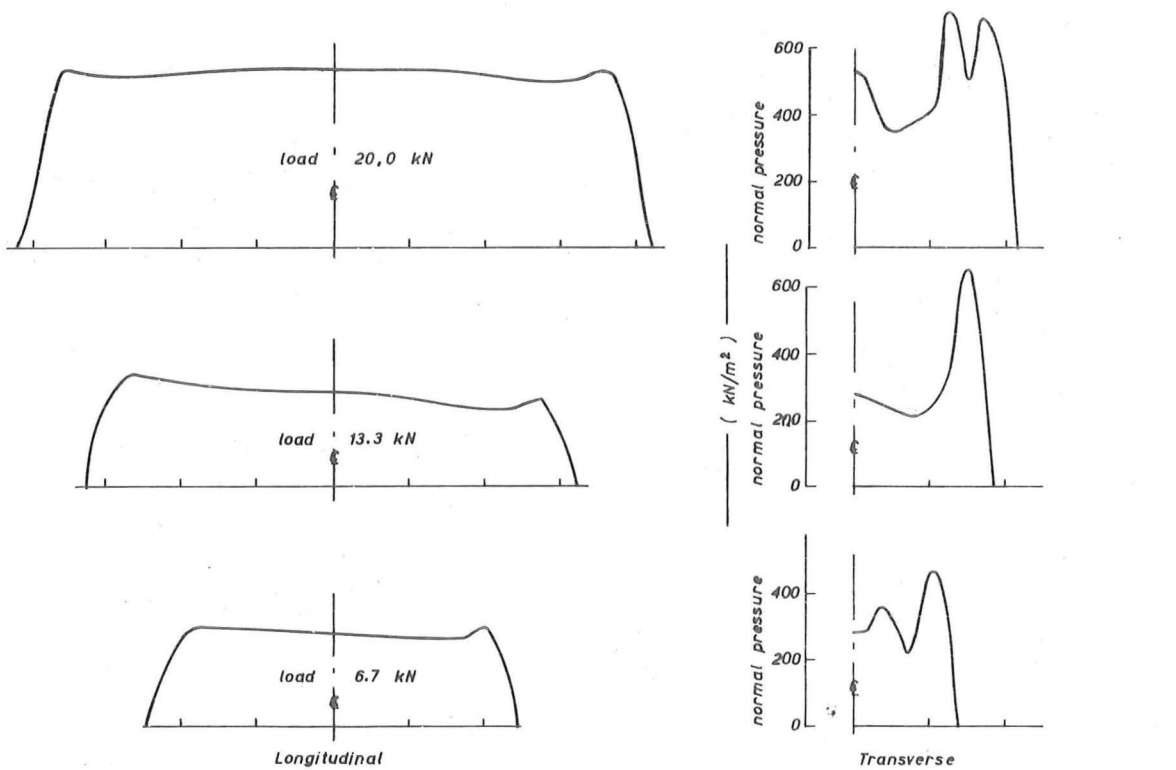 load 20,0 kN
600
400
200
0
normal pressure
load 13.3 kN
( kN/m² )
600
400
200
0
normal pressure
load 6.7 kN
400
200
0
normal pressure
Longitudinal
Transverse